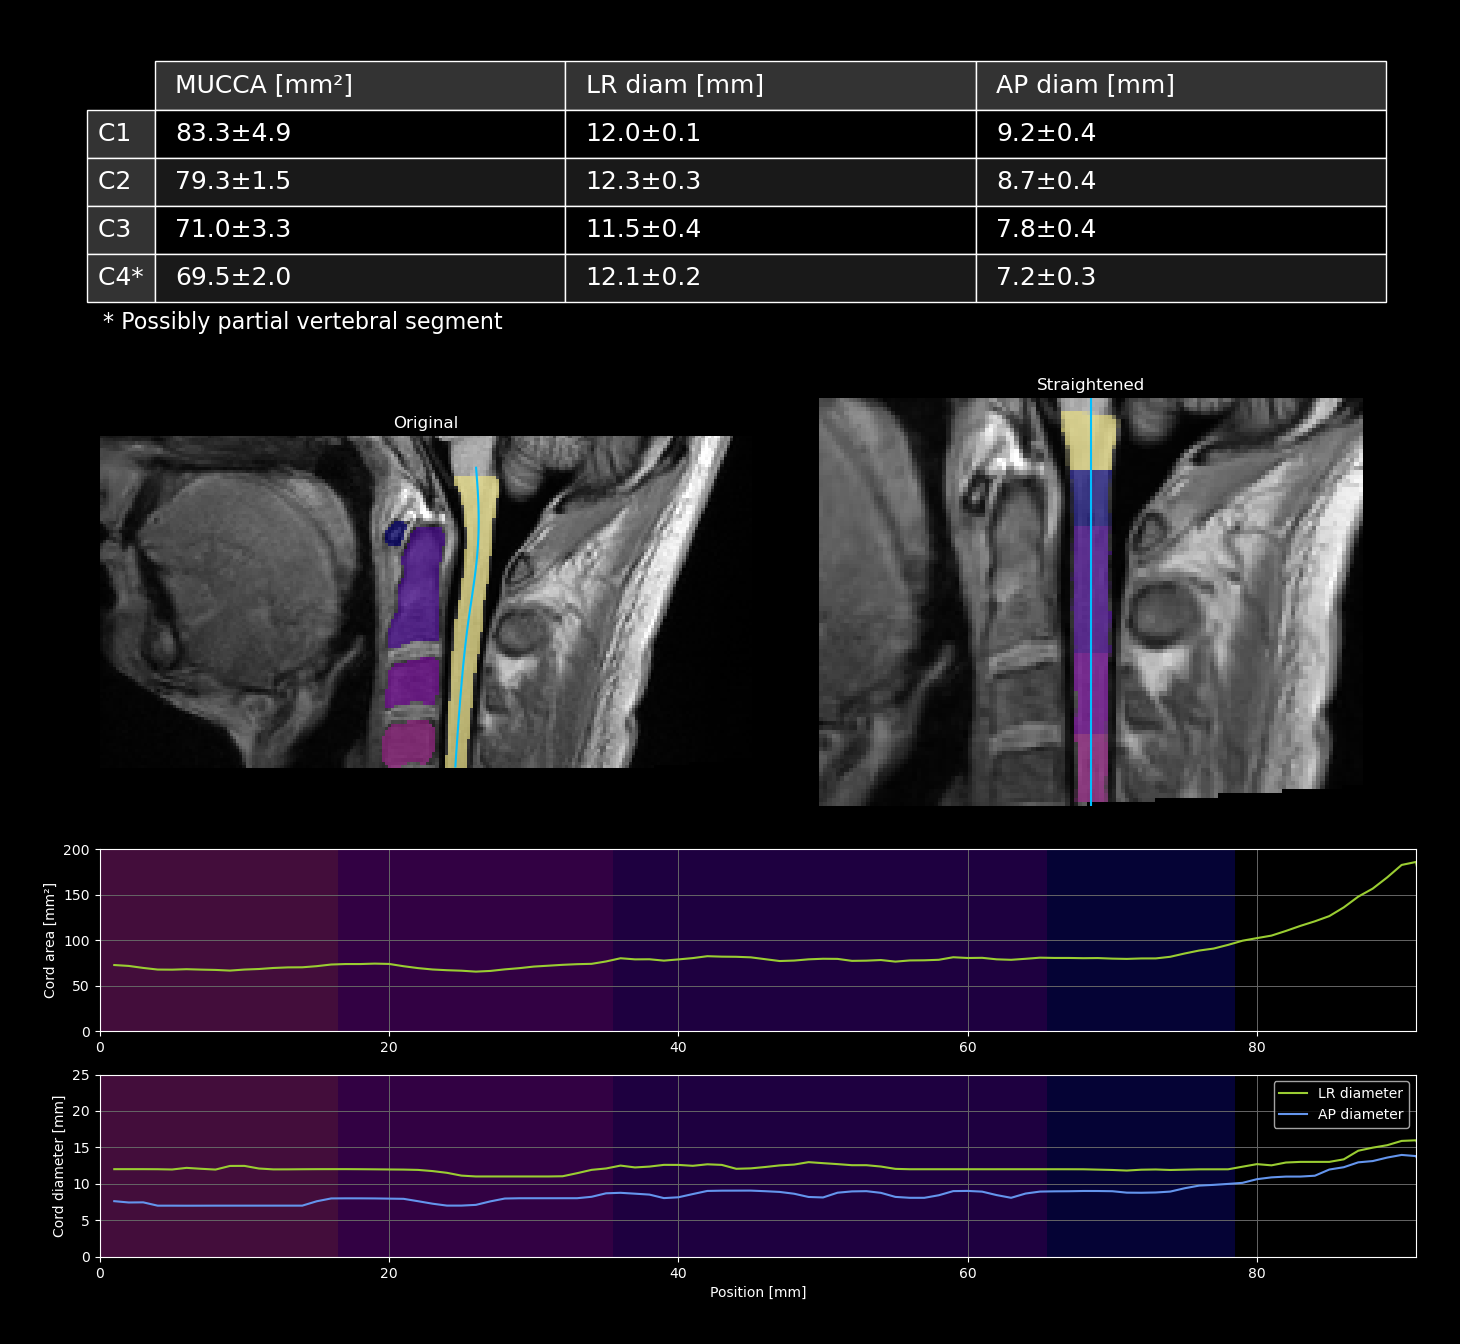 MUCCA [mm²] LR diam [mm] AP diam [mm]
C1 83.3±4.9 12.0±0.1 9.2±0.4
C2 79.3±1.5 12.3±0.3 8.7±0.4
C3 71.0±3.3 11.5±0.4 7.8±0.4
C4* 69.5±2.0 12.1±0.2 7.2±0.3
* Possibly partial vertebral segment
Original
Straightened
Cord area [mm²]
200
150
100
50
0
0 20 40 60 80
Cord diameter [mm]
25
20
15
10
5
0
LR diameter
AP diameter
0 20 40 60 80
Position [mm]